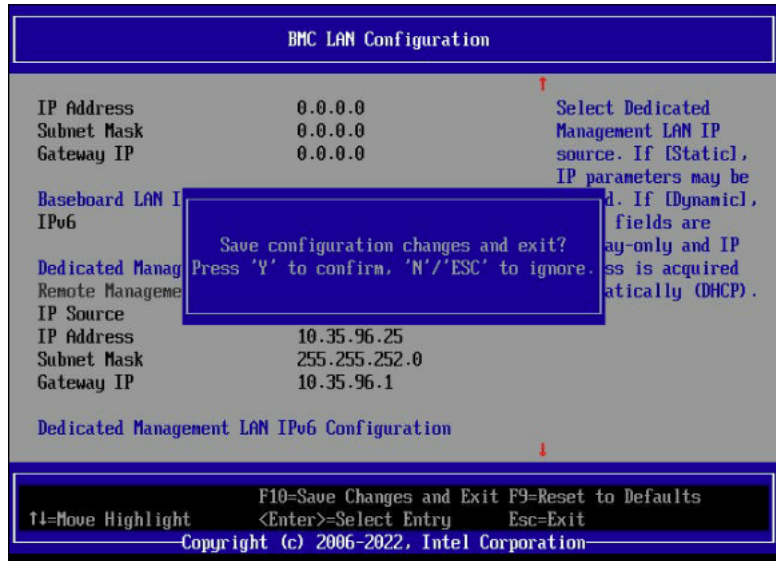 BMC LAN Configuration
IP Address 0.0.0.0
Subnet Mask 0.0.0.0
Gateway IP 0.0.0.0
Baseboard LAN I
IPv6
Dedicated Manag
Remote Manageme
IP Source
IP Address 10.35.96.25
Subnet Mask 255.255.252.0
Gateway IP 10.35.96.1
Dedicated Management LAN IPv6 Configuration
Save configuration changes and exit?
Press 'Y' to confirm, 'N'/'ESC' to ignore.
Select Dedicated
Management LAN IP
source. If [Static],
IP parameters may be
d. If [Dynamic],
fields are
ay-only and IP
ss is acquired
atically (DHCP).
F10=Save Changes and Exit F9=Reset to Defaults
↑↓=Move Highlight <Enter>=Select Entry Esc=Exit
Copyright (c) 2006-2022, Intel Corporation